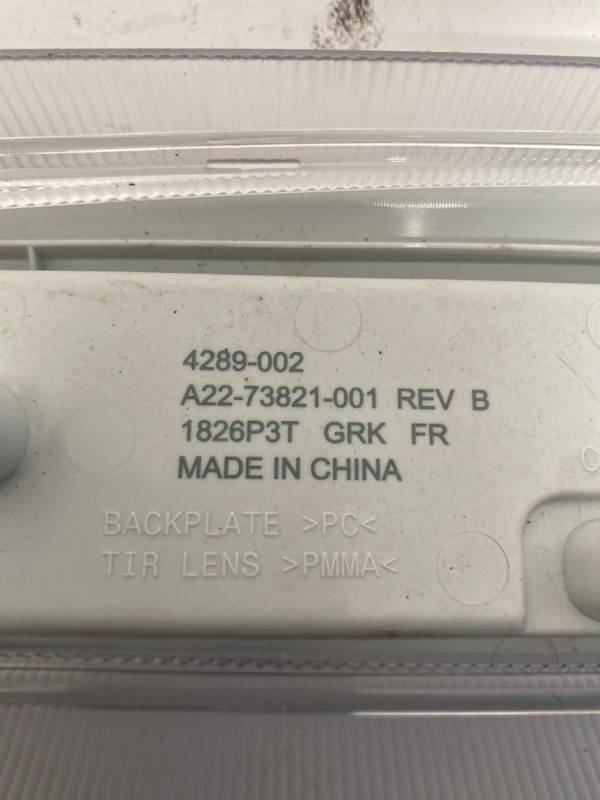 4289-002
A22-73821-001 REV B
1826P3T GRK FR
MADE IN CHINA
BACKPLATE >PC<
TIR LENS >PMMA<